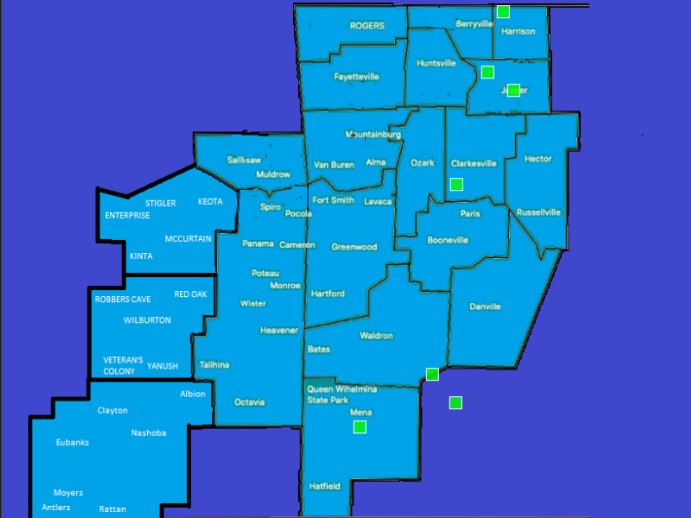 ROGERS
Berryville
Harrison
Huntsville
Fayetteville
Mountainburg
Sallisaw
Muldrow
Van Buren
Alma
Ozark
Clarksville
Hector
STIGLER
KEOTA
ENTERPRISE
Spiro
Pocola
Fort Smith
Lavaca
Paris
Russellville
MCCURTAIN
Panama
Cameron
Greenwood
Booneville
KINTA
Poteau
Monroe
Wister
Hartford
ROBBERS CAVE
RED OAK
WILBURTON
Danville
Heavener
Waldron
Bates
VETERAN'S
COLONY
YANUSH
Talihina
Albion
Octavia
Queen Wihelmina
State Park
Mena
Clayton
Nashoba
Eubanks
Hatfield
Moyers
Antlers
Rattan